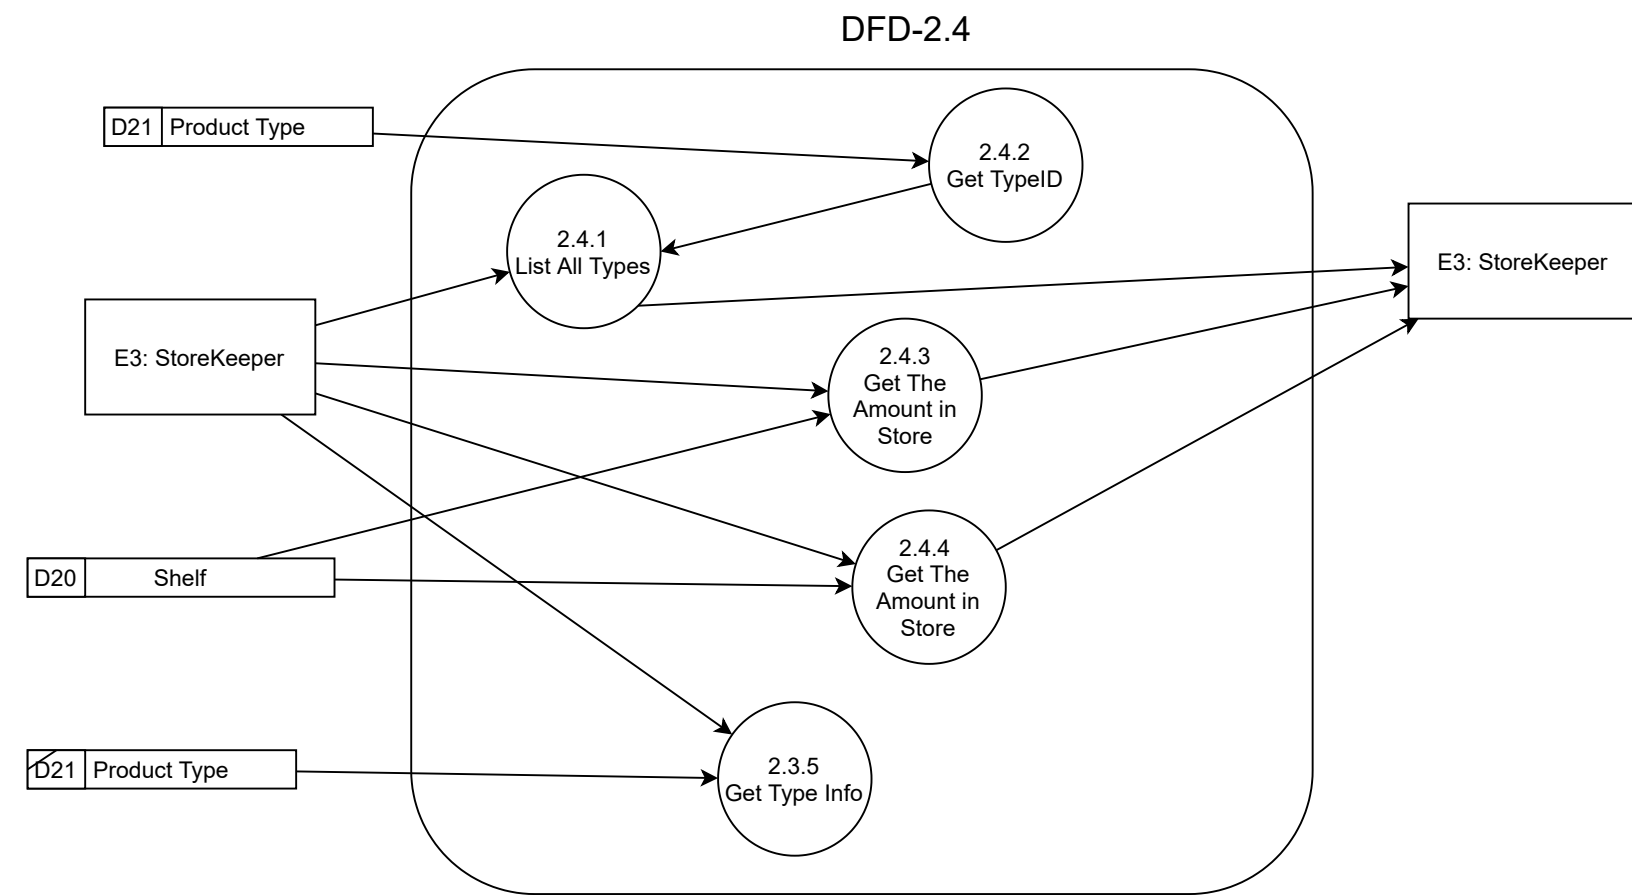 DFD-2.4
D21 Product Type
2.4.2
Get TypeID
2.4.1
List All Types
E3: StoreKeeper
E3: StoreKeeper
2.4.3
Get The
Amount in
Store
D20 Shelf
2.4.4
Get The
Amount in
Store
D21 Product Type
2.3.5
Get Type Info